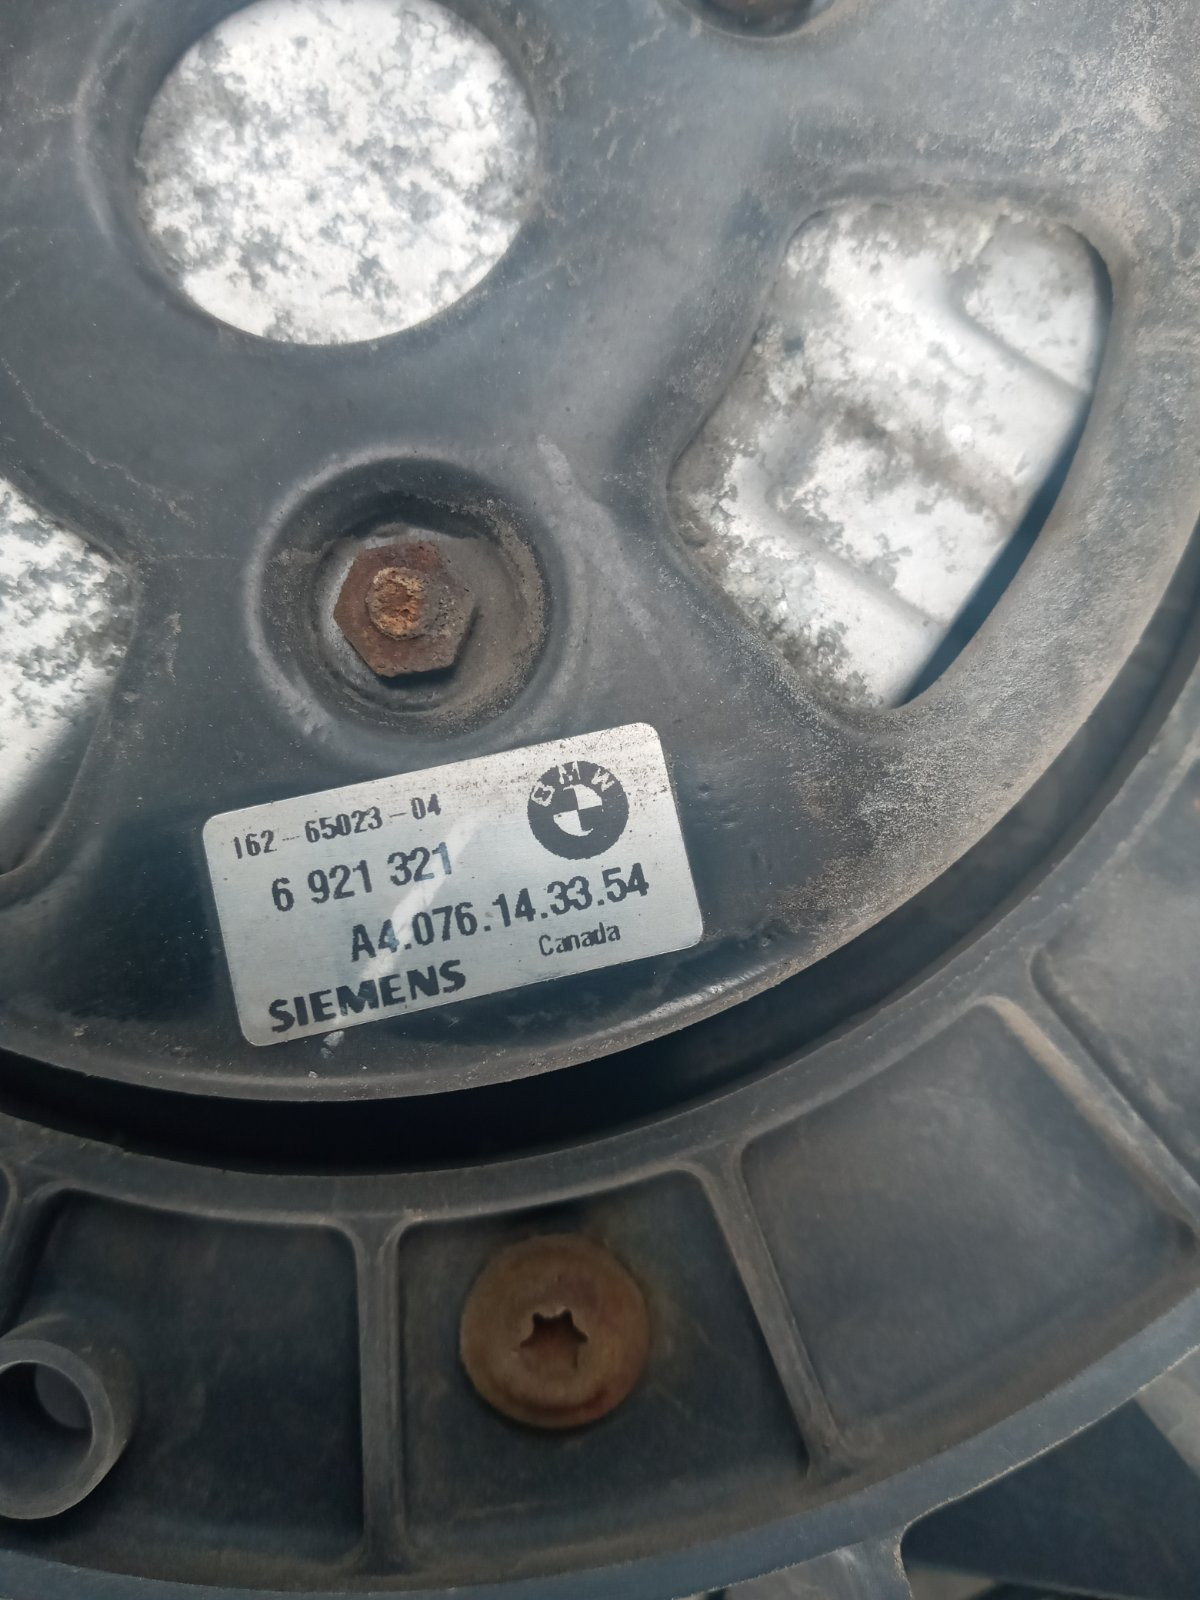 162-65023-04
BMW
6 921 321
A4.076.14.33.54
Canada
SIEMENS